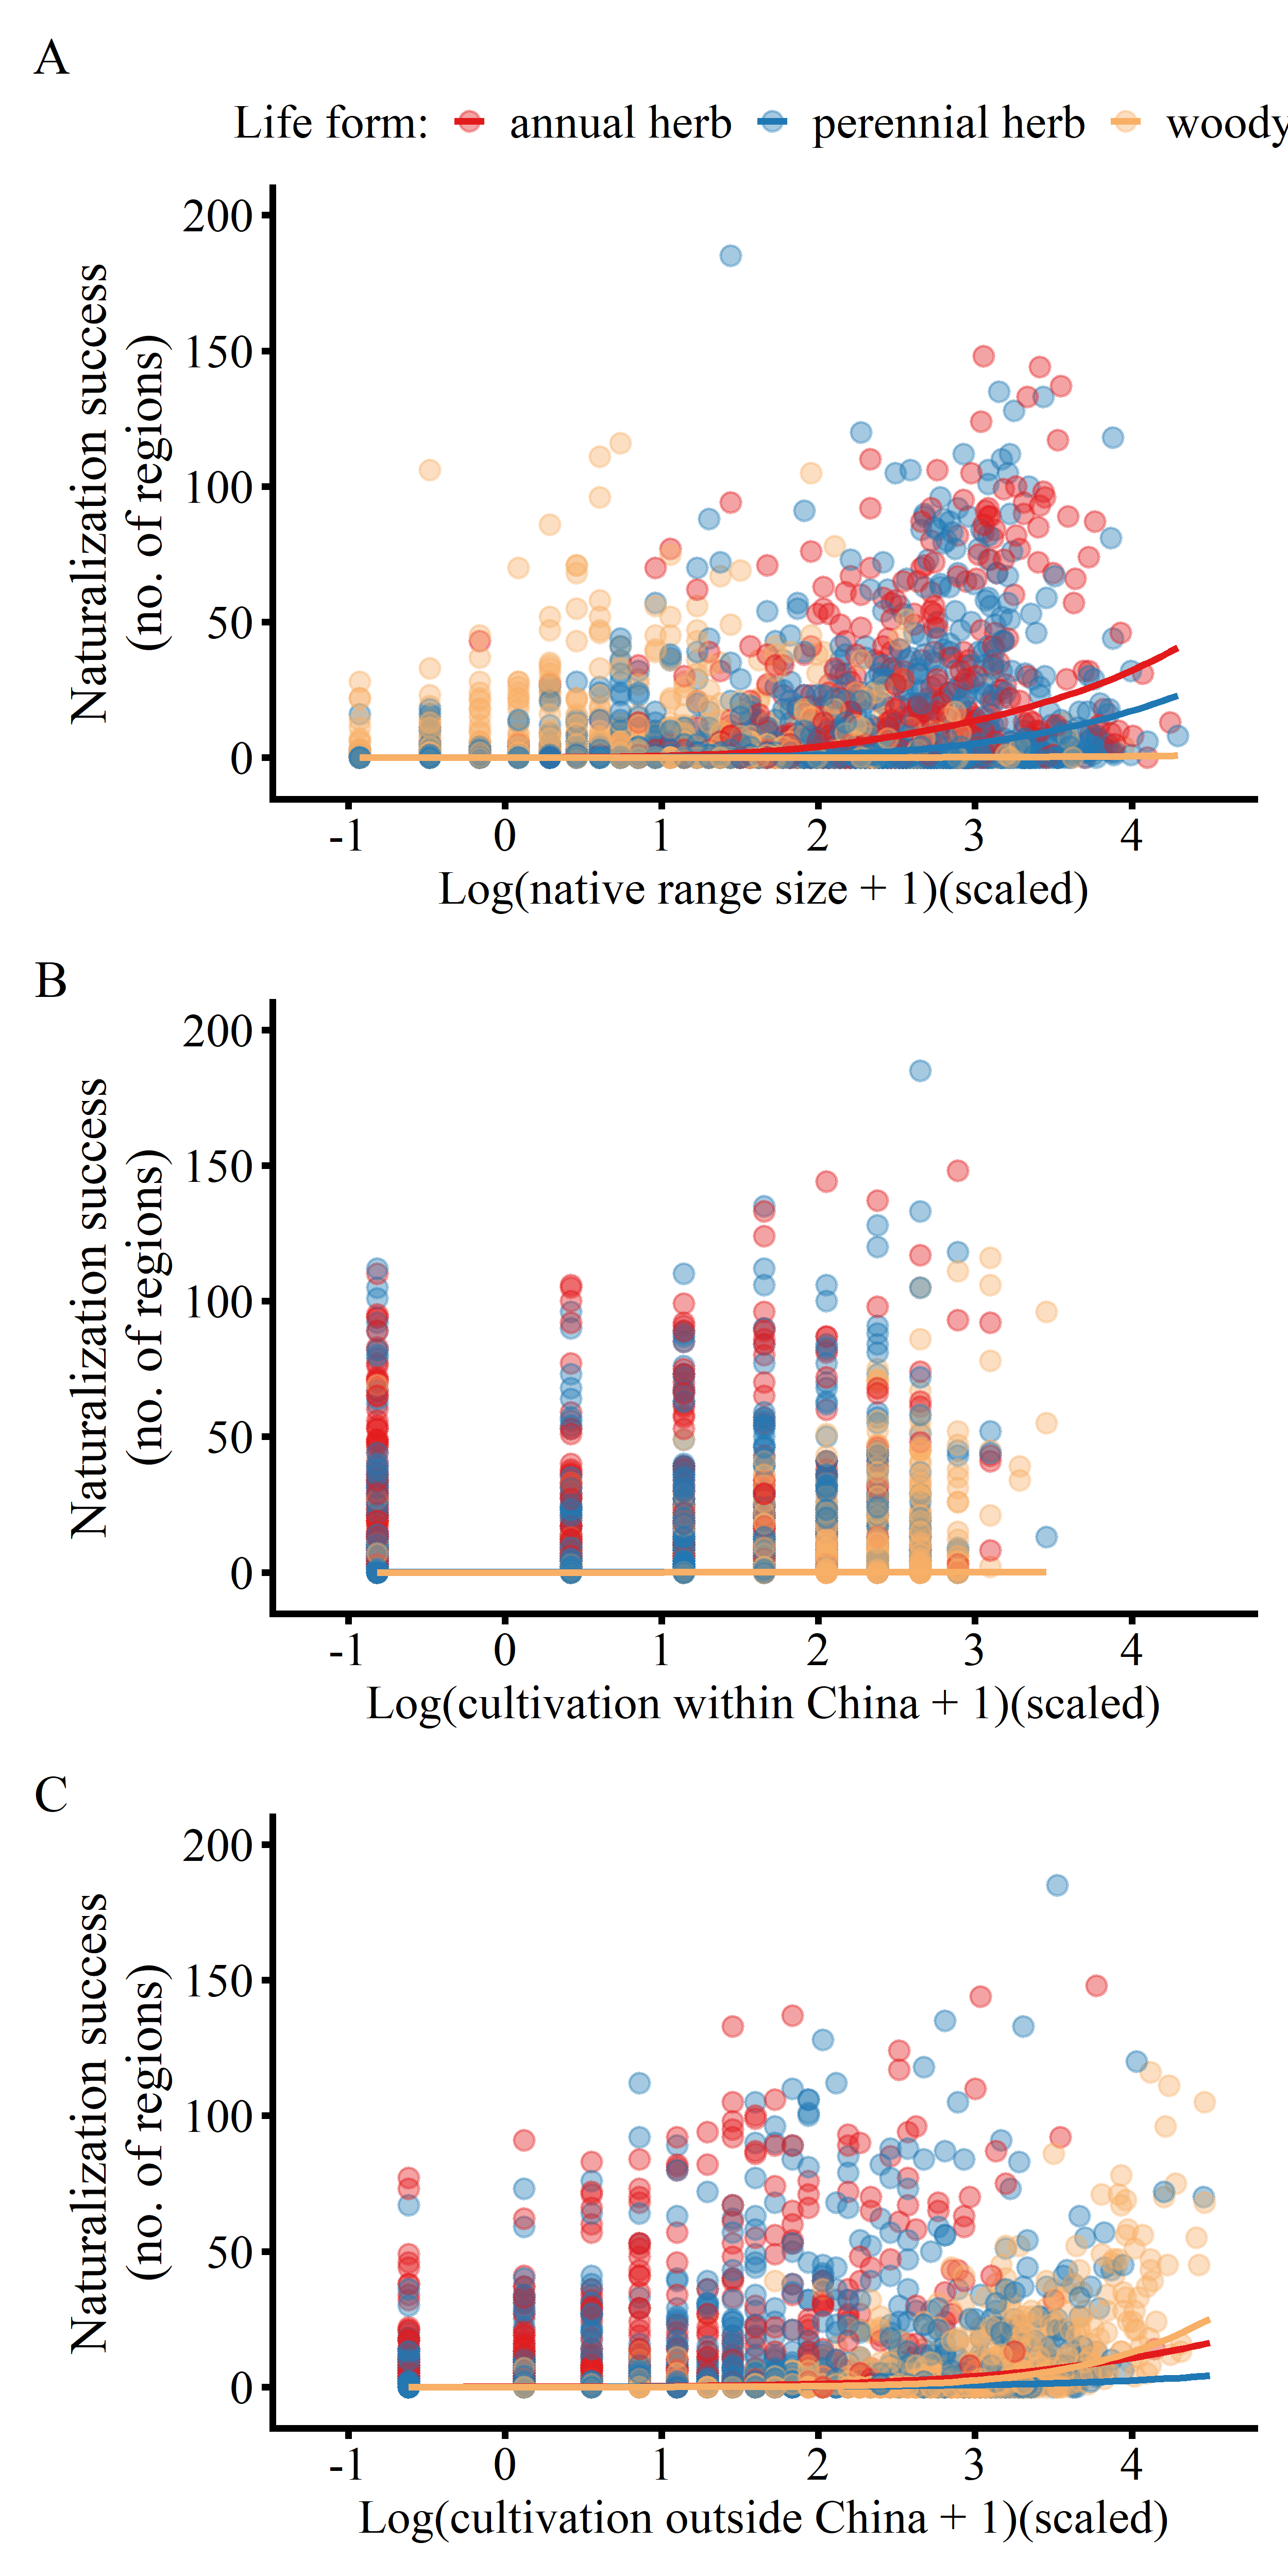 A
Life form: annual herb perennial herb woody
Naturalization success
(no. of regions)
200
150
100
50
0
-1 0 1 2 3 4
Log(native range size + 1)(scaled)
B
Naturalization success
(no. of regions)
200
150
100
50
0
-1 0 1 2 3 4
Log(cultivation within China + 1)(scaled)
C
Naturalization success
(no. of regions)
200
150
100
50
0
-1 0 1 2 3 4
Log(cultivation outside China + 1)(scaled)